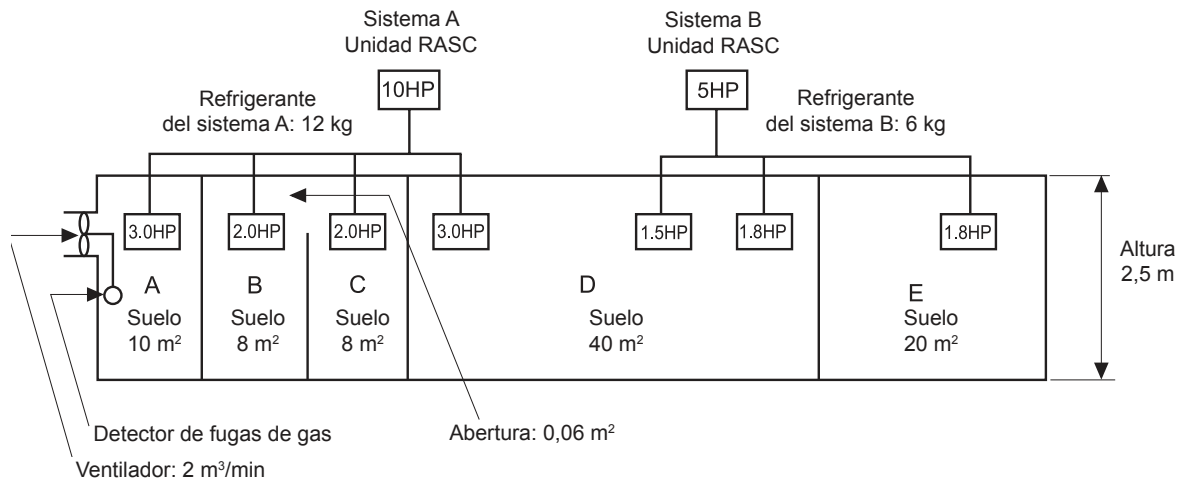 Sistema A
Unidad RASC
Sistema B
Unidad RASC
10HP
5HP
Refrigerante
del sistema A: 12 kg
Refrigerante
del sistema B: 6 kg
3.0HP
2.0HP
2.0HP
3.0HP
1.5HP
1.8HP
1.8HP
Altura
2,5 m
A
Suelo
10 m²
B
Suelo
8 m²
C
Suelo
8 m²
D
Suelo
40 m²
E
Suelo
20 m²
Detector de fugas de gas
Abertura: 0,06 m²
Ventilador: 2 m³/min